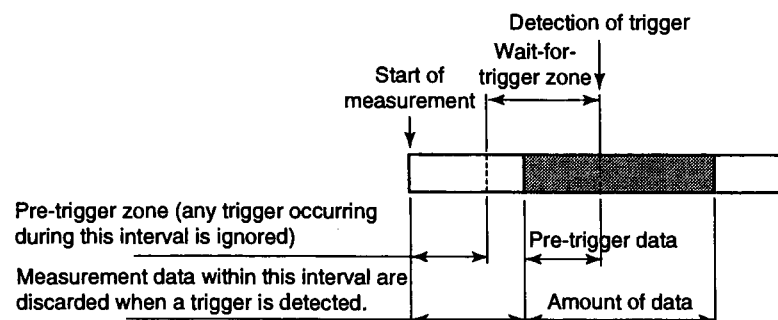 Detection of trigger
Wait-for-
trigger zone
Start of
measurement
Pre-trigger zone (any trigger occurring
during this interval is ignored)
Pre-trigger data
Measurement data within this interval are
discarded when a trigger is detected.
Amount of data